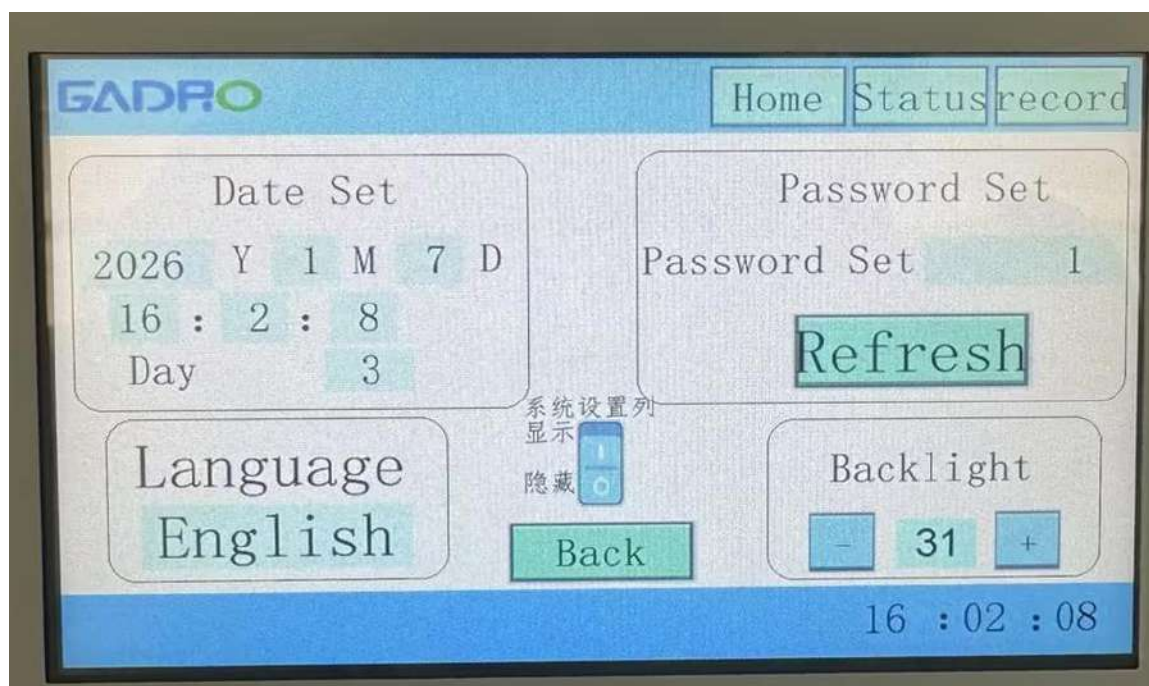 GADRO
Home Status record
Date Set
2026 Y 1 M 7 D
16 : 2 : 8
Day 3
Password Set
Password Set 1
Refresh
系统设置列
显示
隐藏
Language
English
Back
Backlight
- 31 +
16 :02 :08